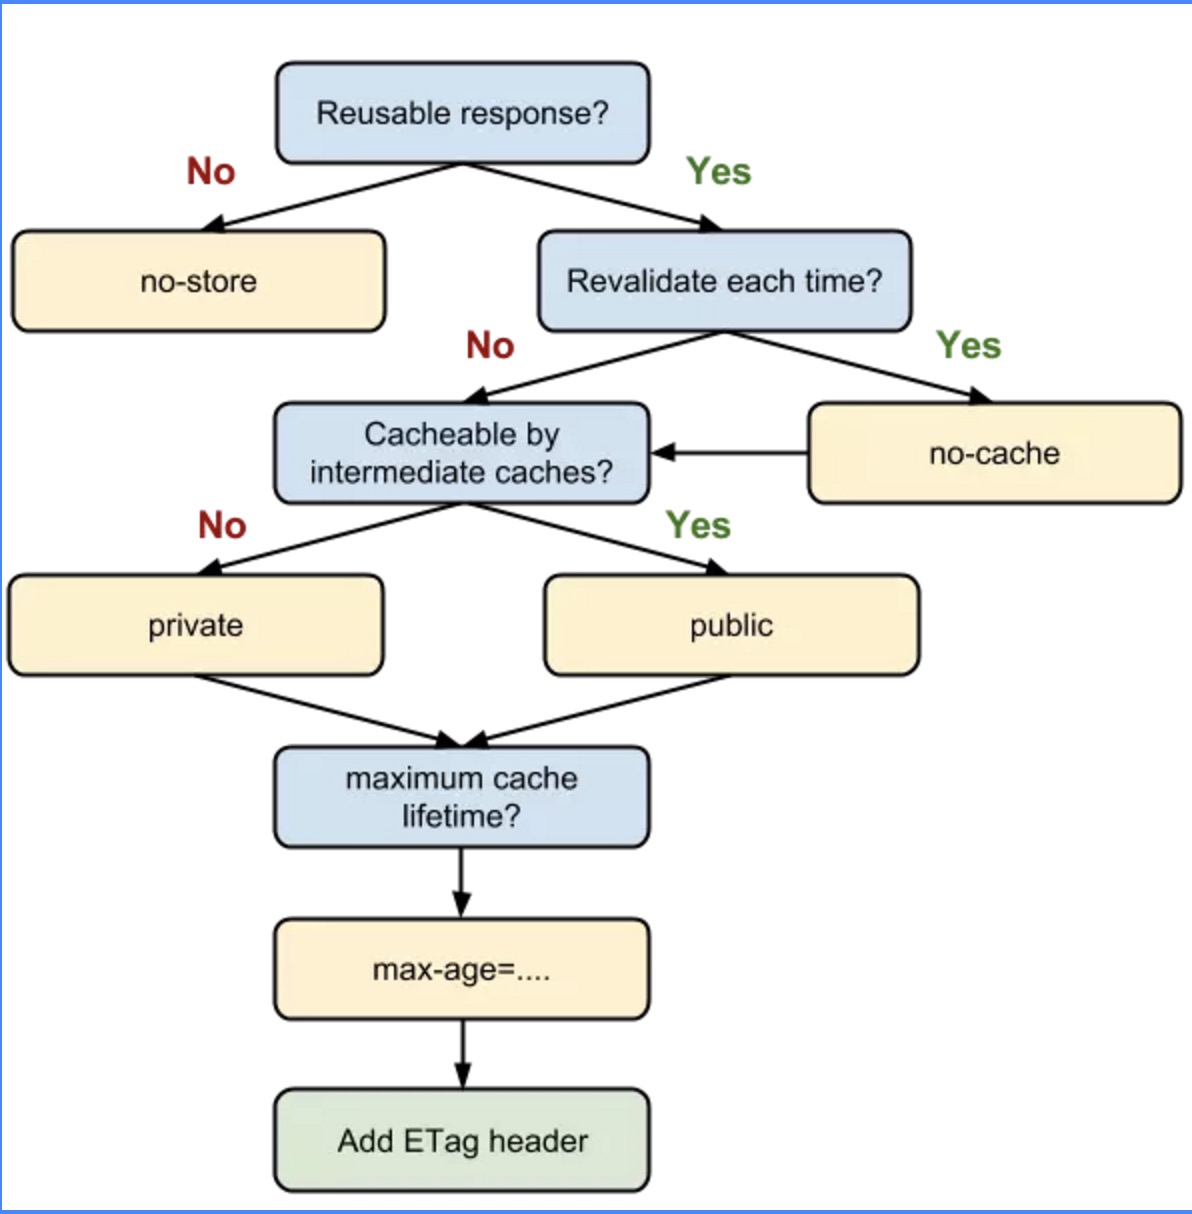 Reusable response?
No
Yes
no-store
Revalidate each time?
No
Yes
Cacheable by
intermediate caches?
no-cache
No
Yes
private
public
maximum cache
lifetime?
max-age=....
Add ETag header